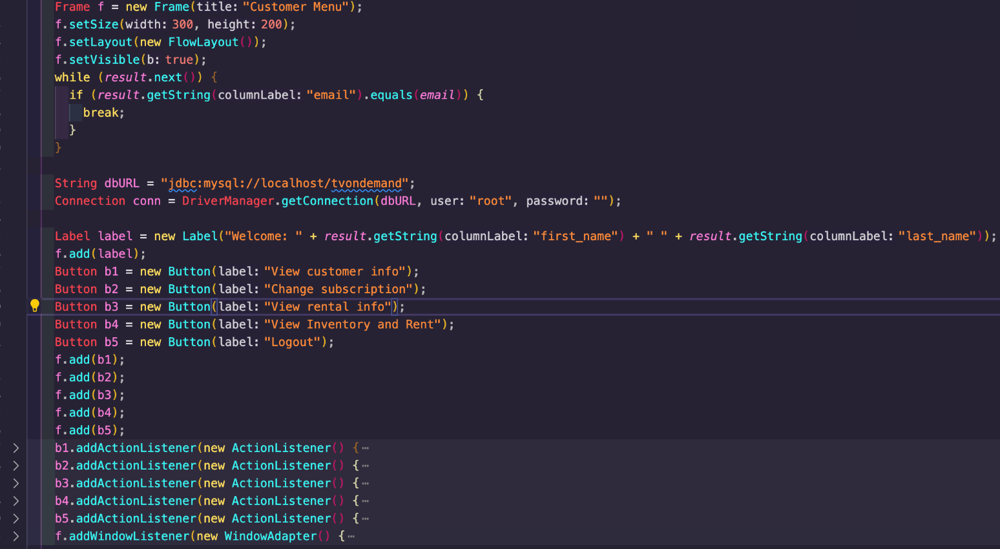 Frame f = new Frame(title: "Customer Menu");
f.setSize(width: 300, height: 200);
f.setLayout(new FlowLayout());
f.setVisible(b: true);
while (result.next()) {
if (result.getString(columnLabel: "email").equals(email)) {
break;
}
}
String dbURL = "jdbc:mysql://localhost/tvondemand";
Connection conn = DriverManager.getConnection(dbURL, user: "root", password: "");
Label label = new Label("Welcome: " + result.getString(columnLabel: "first_name") + " " + result.getString(columnLabel: "last_name"));
f.add(label);
Button b1 = new Button(label: "View customer info");
Button b2 = new Button(label: "Change subscription");
Button b3 = new Button(label: "View rental info");
Button b4 = new Button(label: "View Inventory and Rent");
Button b5 = new Button(label: "Logout");
f.add(b1);
f.add(b2);
f.add(b3);
f.add(b4);
f.add(b5);
b1.addActionListener(new ActionListener() {⋯
b2.addActionListener(new ActionListener() {⋯
b3.addActionListener(new ActionListener() {⋯
b4.addActionListener(new ActionListener() {⋯
b5.addActionListener(new ActionListener() {⋯
f.addWindowListener(new WindowAdapter() {⋯